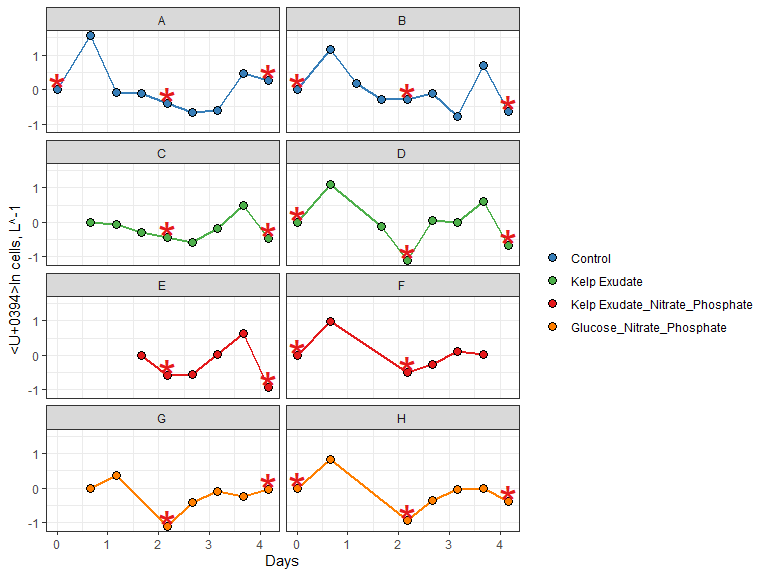 A
B
1
0
-1
C
D
1
0
-1
E
F
1
0
-1
G
H
1
0
-1
0
1
2
3
4
0
1
2
3
4
Days
<U+0394>ln cells, L^-1
Control
Kelp Exudate
Kelp Exudate_Nitrate_Phosphate
Glucose_Nitrate_Phosphate